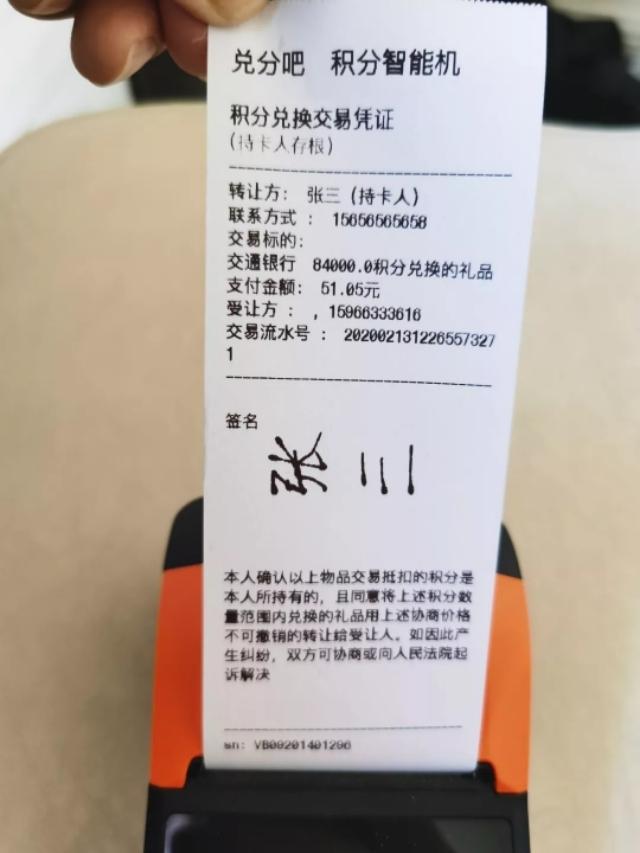 兑分吧 积分智能机
积分兑换交易凭证
(持卡人存根)
转让方： 张三 (持卡人)
联系方式 ： 15656565658
交易标的：
交通银行 84000.0积分兑换的礼品
支付金额： 51.05元
受让方 ： , 15966333616
交易流水号 ： 202002131226557327
1
签名
张三
本人确认以上物品交易抵扣的积分是
本人所持有的，且同意将上述积分数
量范围内兑换的礼品用上述协商价格
不可撤销的转让给受让人。如因此产
生纠纷，双方可协商或向人民法院起
诉解决
sn: VB09201401296